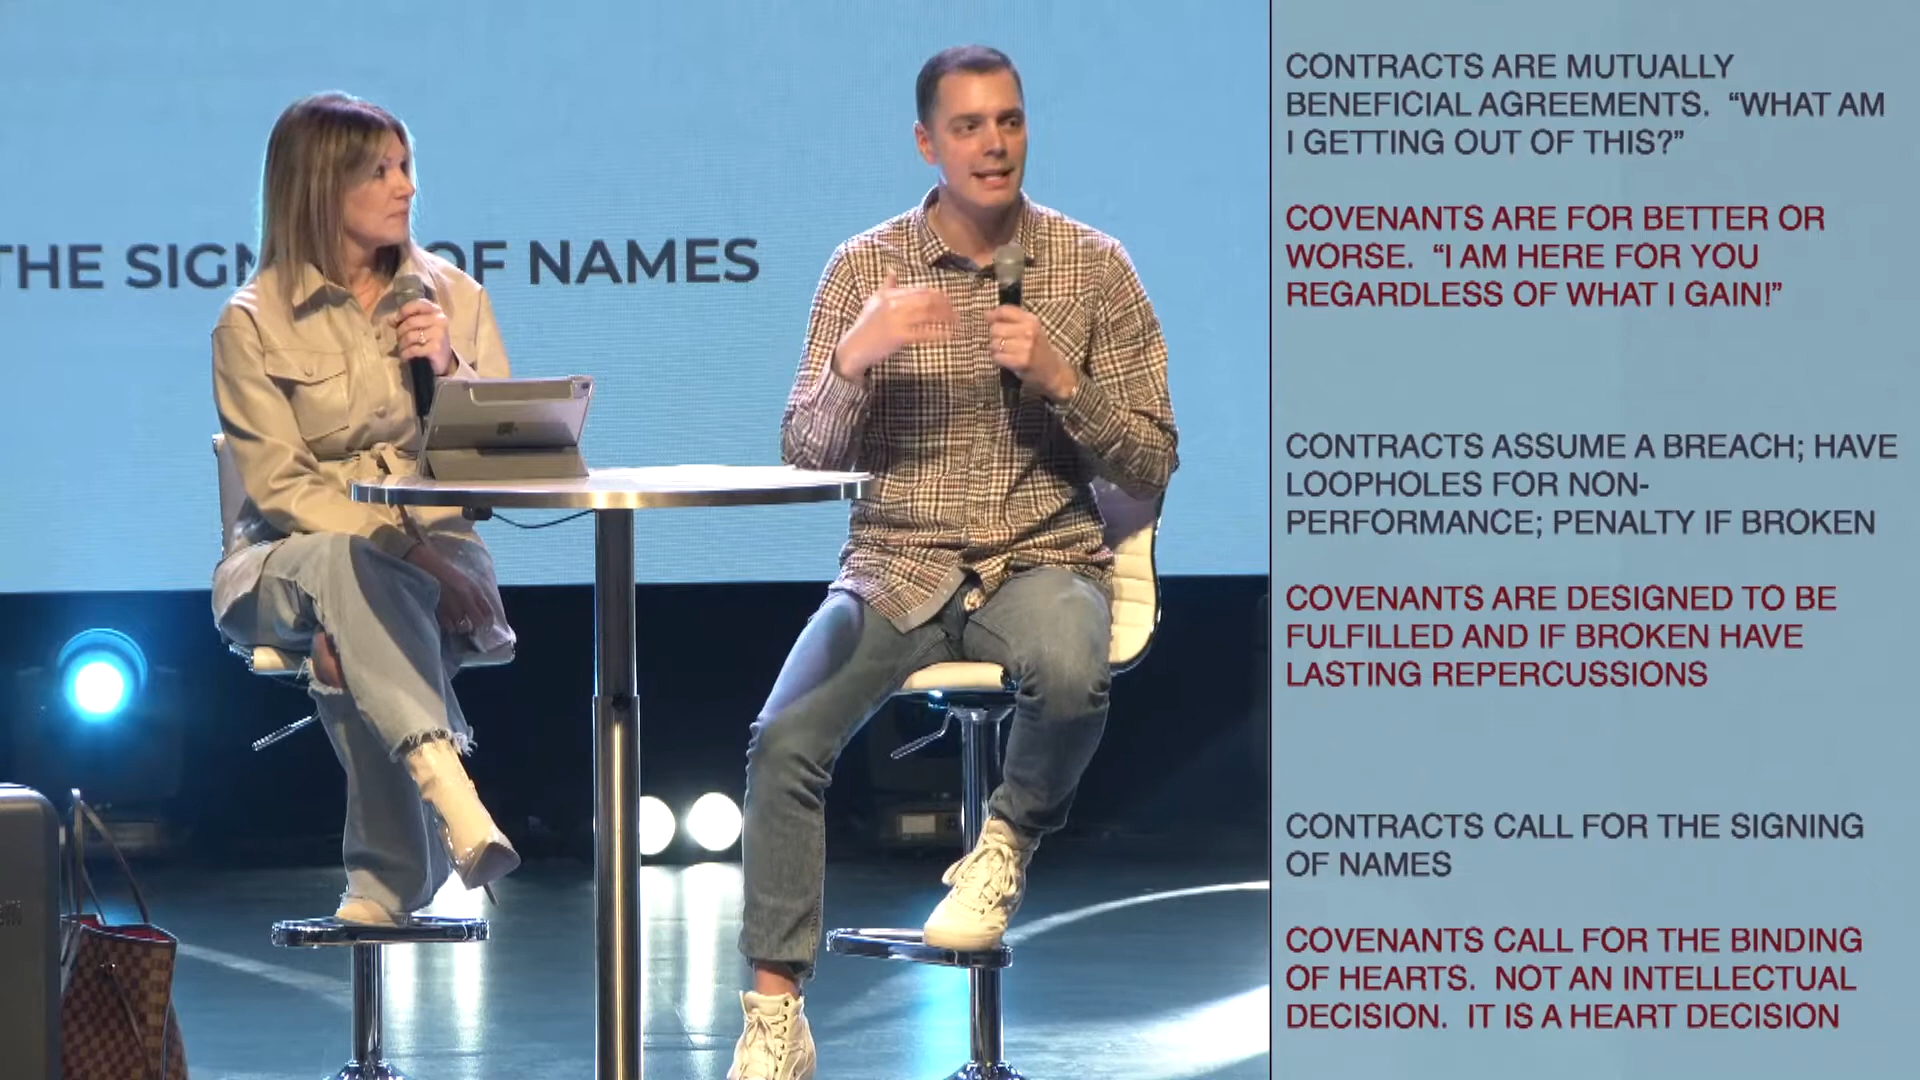 THE SIGN OF NAMES
CONTRACTS ARE MUTUALLY
BENEFICIAL AGREEMENTS. “WHAT AM
I GETTING OUT OF THIS?”
COVENANTS ARE FOR BETTER OR
WORSE. “I AM HERE FOR YOU
REGARDLESS OF WHAT I GAIN!”
CONTRACTS ASSUME A BREACH; HAVE
LOOPHOLES FOR NON-
PERFORMANCE; PENALTY IF BROKEN
COVENANTS ARE DESIGNED TO BE
FULFILLED AND IF BROKEN HAVE
LASTING REPERCUSSIONS
CONTRACTS CALL FOR THE SIGNING
OF NAMES
COVENANTS CALL FOR THE BINDING
OF HEARTS. NOT AN INTELLECTUAL
DECISION. IT IS A HEART DECISION